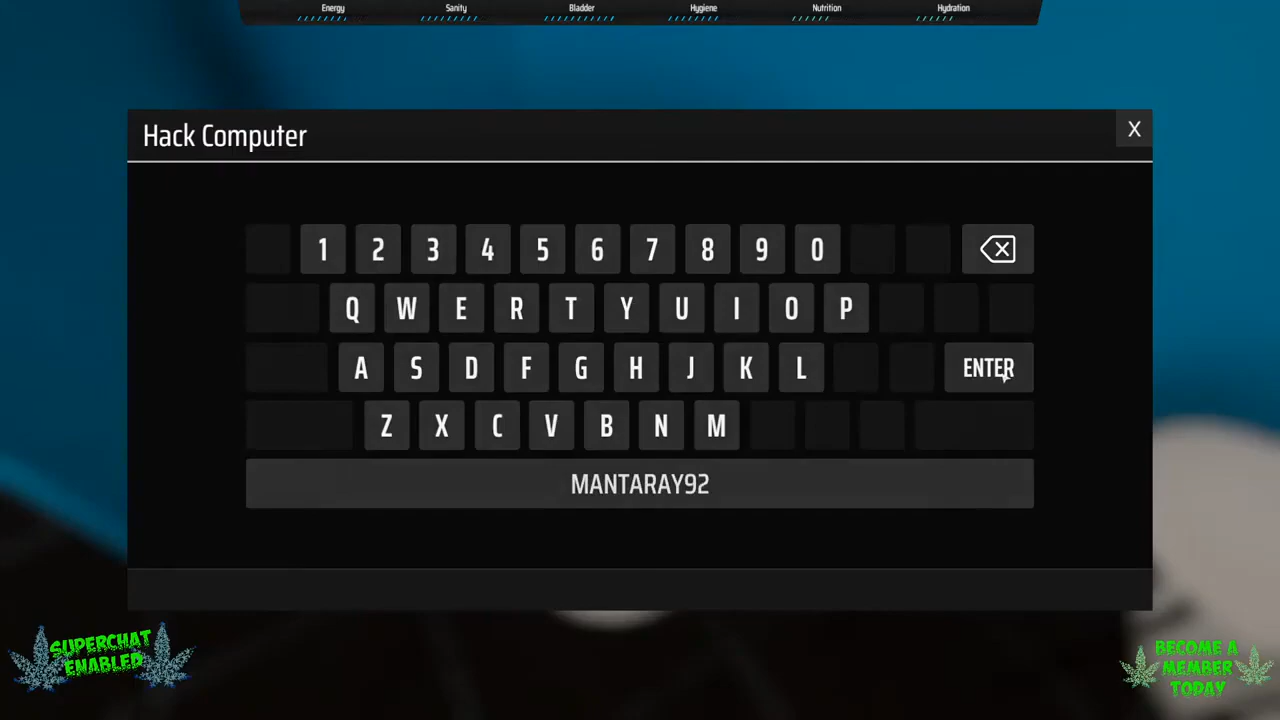 Energy Sanity Bladder Hygiene Nutrition Hydration
Hack Computer X
1 2 3 4 5 6 7 8 9 0
Q W E R T Y U I O P
A S D F G H J K L ENTER
Z X C V B N M
MANTARAY92
SUPERCHAT
ENABLED
BECOME A
MEMBER
TODAY